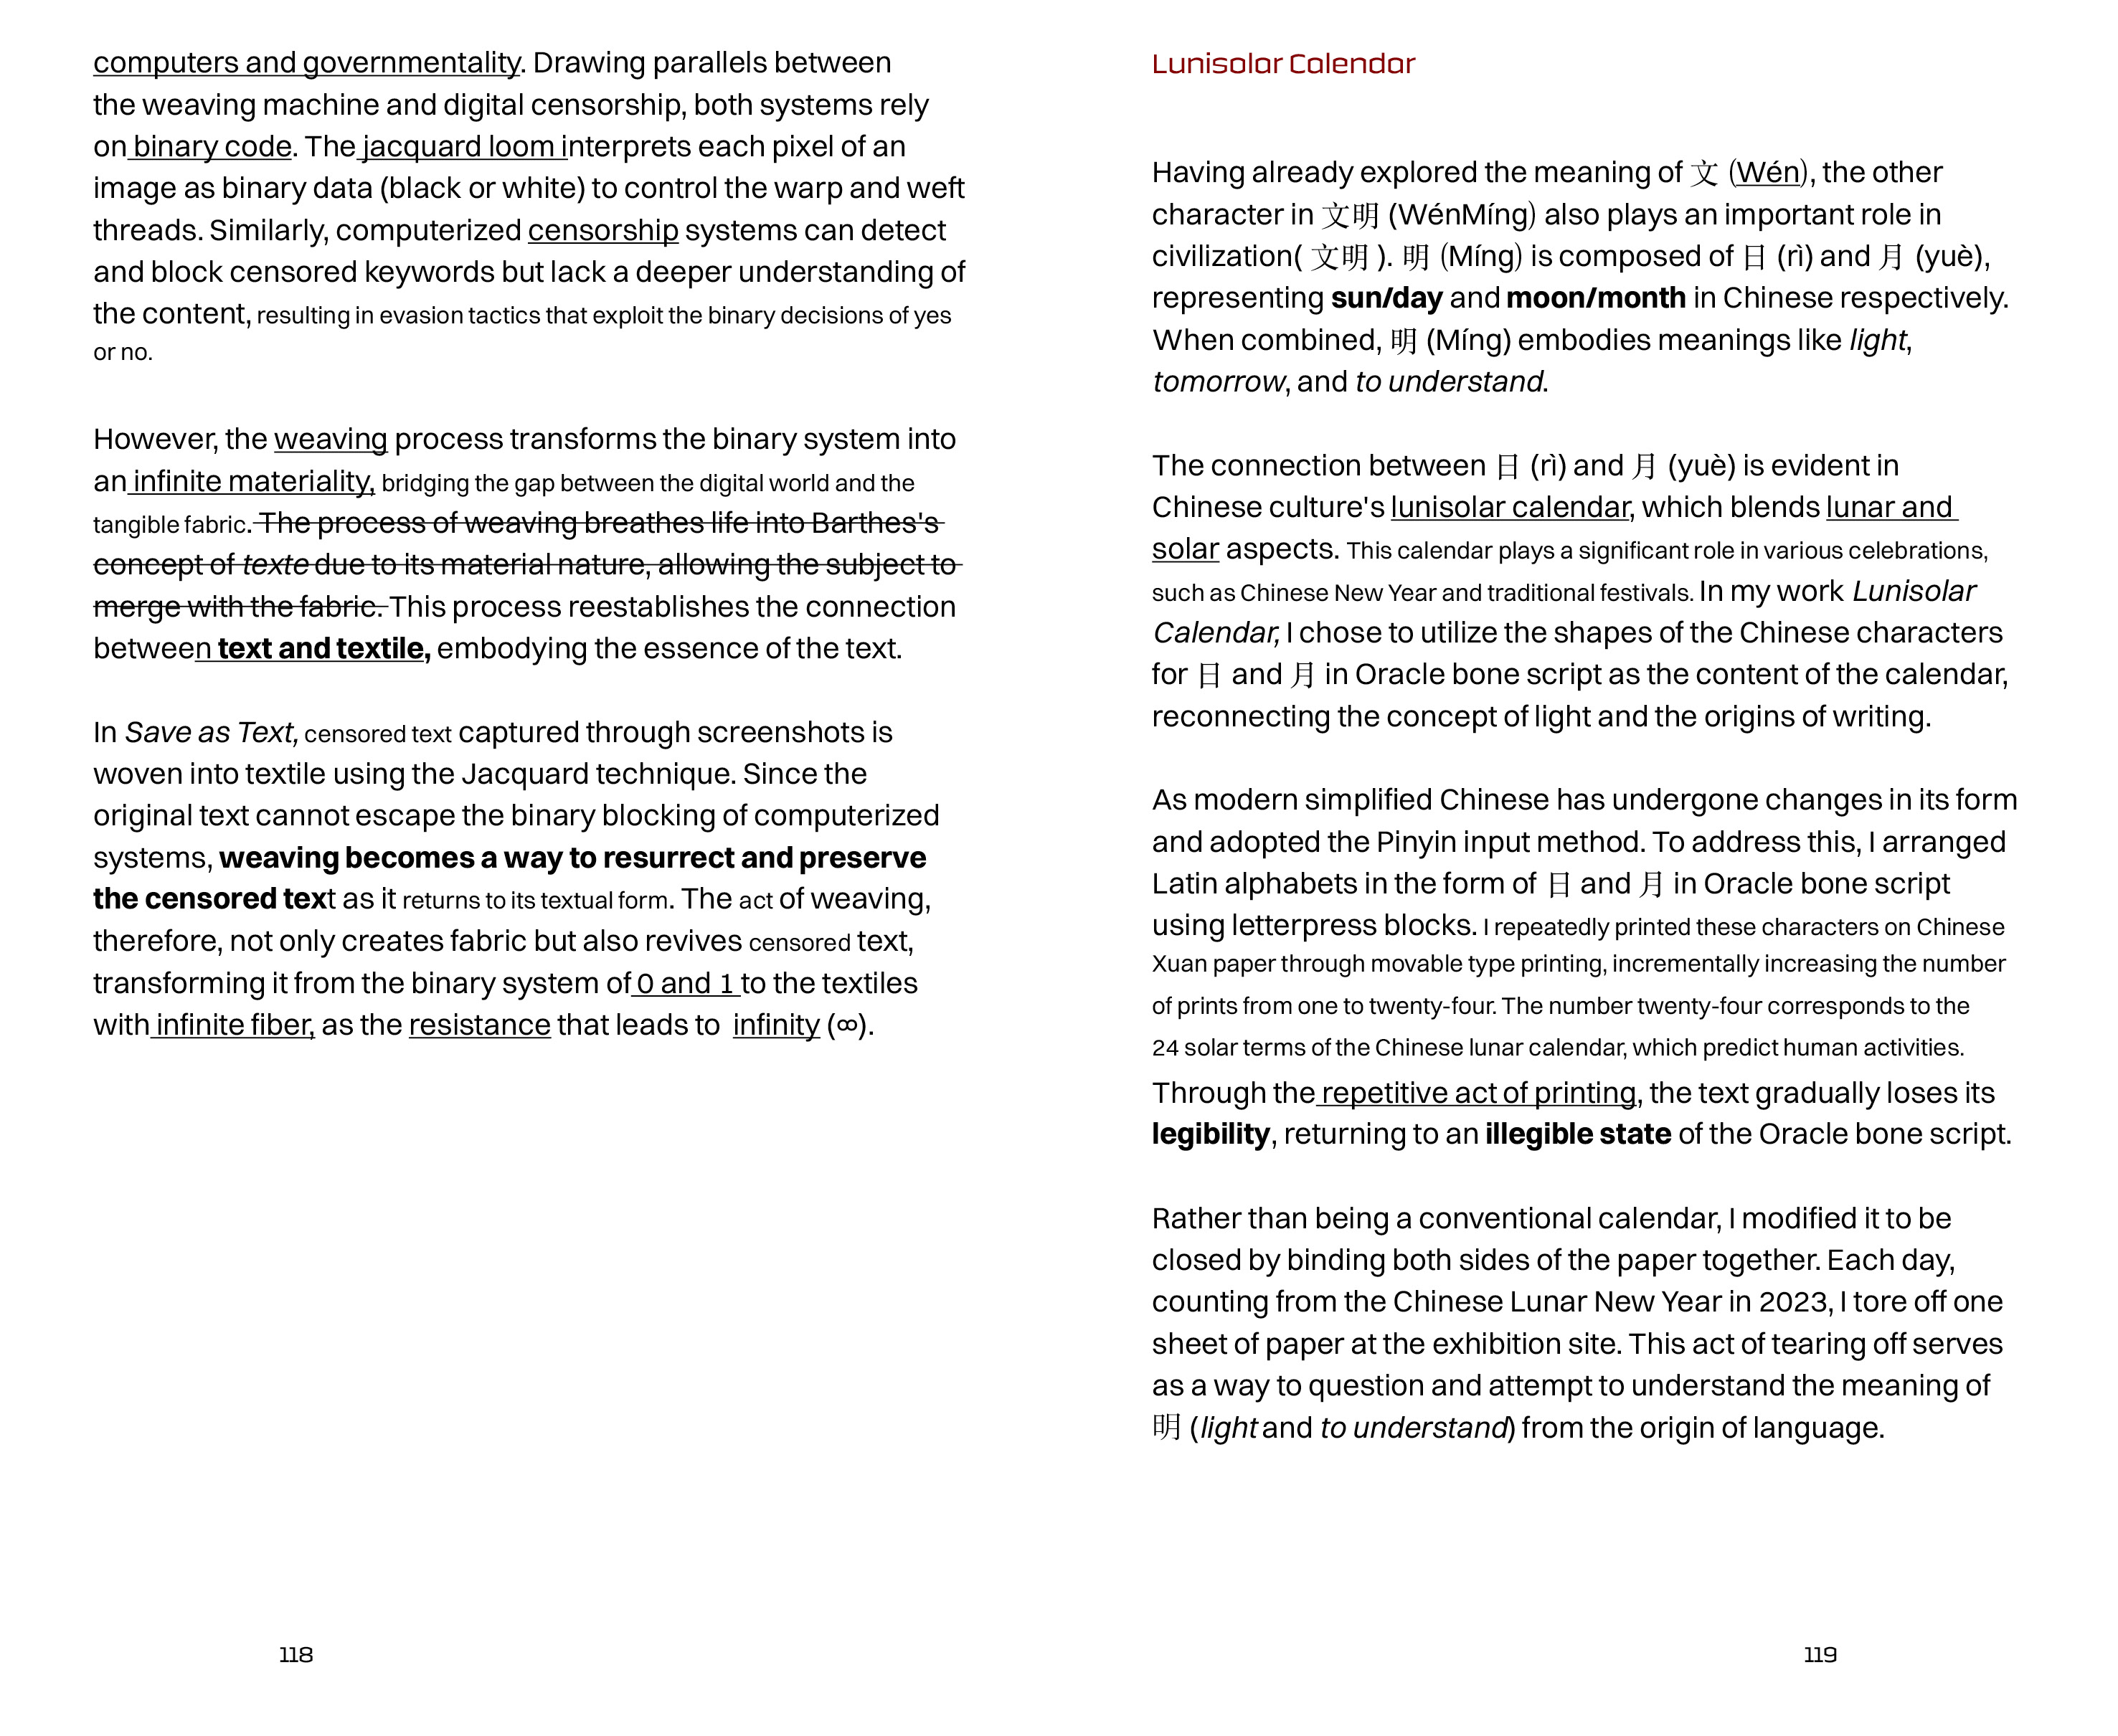 computers and governmentality. Drawing parallels between
the weaving machine and digital censorship, both systems rely
on binary code. The jacquard loom interprets each pixel of an
image as binary data (black or white) to control the warp and weft
threads. Similarly, computerized censorship systems can detect
and block censored keywords but lack a deeper understanding of
the content, resulting in evasion tactics that exploit the binary decisions of yes
or no.
However, the weaving process transforms the binary system into
an infinite materiality, bridging the gap between the digital world and the
tangible fabric. The process of weaving breathes life into Barthes's
concept of texte due to its material nature, allowing the subject to
merge with the fabric. This process reestablishes the connection
between text and textile, embodying the essence of the text.
In Save as Text, censored text captured through screenshots is
woven into textile using the Jacquard technique. Since the
original text cannot escape the binary blocking of computerized
systems, weaving becomes a way to resurrect and preserve
the censored text as it returns to its textual form. The act of weaving,
therefore, not only creates fabric but also revives censored text,
transforming it from the binary system of 0 and 1 to the textiles
with infinite fiber, as the resistance that leads to infinity (∞).
118
Lunisolar Calendar
Having already explored the meaning of 文 (Wén), the other
character in 文明 (WénMíng) also plays an important role in
civilization( 文明 ). 明 (Míng) is composed of 日 (rì) and 月 (yuè),
representing sun/day and moon/month in Chinese respectively.
When combined, 明 (Míng) embodies meanings like light,
tomorrow, and to understand.
The connection between 日 (rì) and 月 (yuè) is evident in
Chinese culture's lunisolar calendar, which blends lunar and
solar aspects. This calendar plays a significant role in various celebrations,
such as Chinese New Year and traditional festivals. In my work Lunisolar
Calendar, I chose to utilize the shapes of the Chinese characters
for 日 and 月 in Oracle bone script as the content of the calendar,
reconnecting the concept of light and the origins of writing.
As modern simplified Chinese has undergone changes in its form
and adopted the Pinyin input method. To address this, I arranged
Latin alphabets in the form of 日 and 月 in Oracle bone script
using letterpress blocks. I repeatedly printed these characters on Chinese
Xuan paper through movable type printing, incrementally increasing the number
of prints from one to twenty-four. The number twenty-four corresponds to the
24 solar terms of the Chinese lunar calendar, which predict human activities.
Through the repetitive act of printing, the text gradually loses its
legibility, returning to an illegible state of the Oracle bone script.
Rather than being a conventional calendar, I modified it to be
closed by binding both sides of the paper together. Each day,
counting from the Chinese Lunar New Year in 2023, I tore off one
sheet of paper at the exhibition site. This act of tearing off serves
as a way to question and attempt to understand the meaning of
明 (light and to understand) from the origin of language.
119